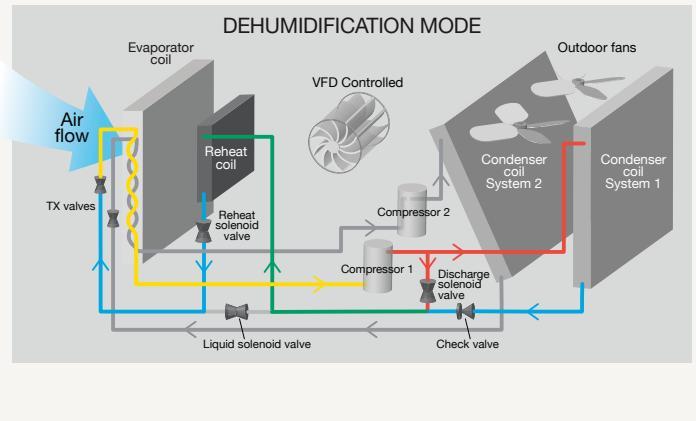 DEHUMIDIFICATION MODE
Evaporator
coil
Outdoor fans
VFD Controlled
Air
flow
Reheat
coil
Condenser
coil
System 2
Condenser
coil
System 1
TX valves
Reheat
solenoid
valve
Compressor 2
Compressor 1
Discharge
solenoid
valve
Liquid solenoid valve
Check valve